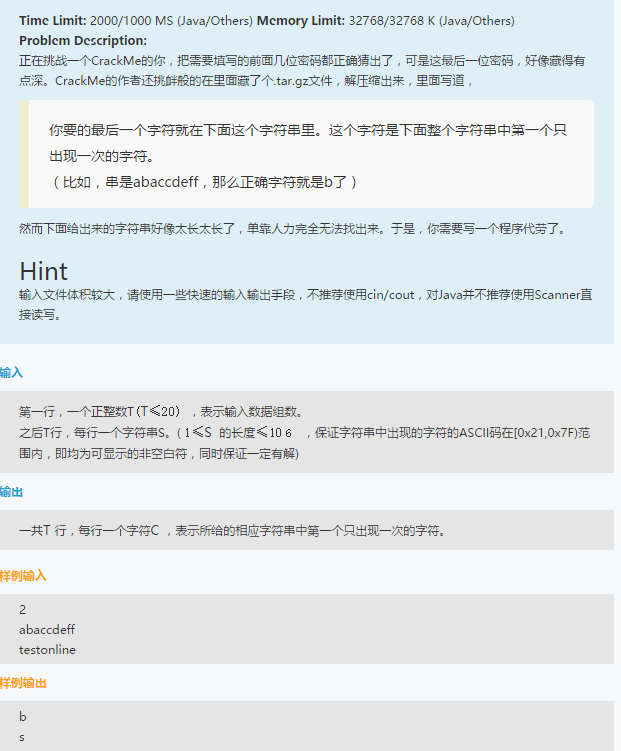 Time Limit: 2000/1000 MS (Java/Others) Memory Limit: 32768/32768 K (Java/Others)
Problem Description:
正在挑战一个CrackMe的你，把需要填写的前面几位密码都正确猜出了，可是这最后一位密码，好像藏得有
点深。CrackMe的作者还挑衅般的在里面藏了个.tar.gz文件，解压缩出来，里面写道，
你要的最后一个字符就在下面这个字符串里。这个字符是下面整个字符串中第一个只
出现一次的字符。
（比如，串是abaccdeff，那么正确字符就是b了）
然而下面给出来的字符串好像太长太长了，单靠人力完全无法找出来。于是，你需要写一个程序代劳了。
Hint
输入文件体积较大，请使用一些快速的输入输出手段，不推荐使用cin/cout，对Java并不推荐使用Scanner直
接读写。
输入
第一行，一个正整数T(T≤20) ，表示输入数据组数。
之后T行，每行一个字符串S。( 1≤S 的长度≤10 6 ，保证字符串中出现的字符的ASCII码在[0x21,0x7F)范
围内，即均为可显示的非空白符，同时保证一定有解)
输出
一共T 行，每行一个字符C ，表示所给的相应字符串中第一个只出现一次的字符。
样例输入
2
abaccdeff
testonline
样例输出
b
s